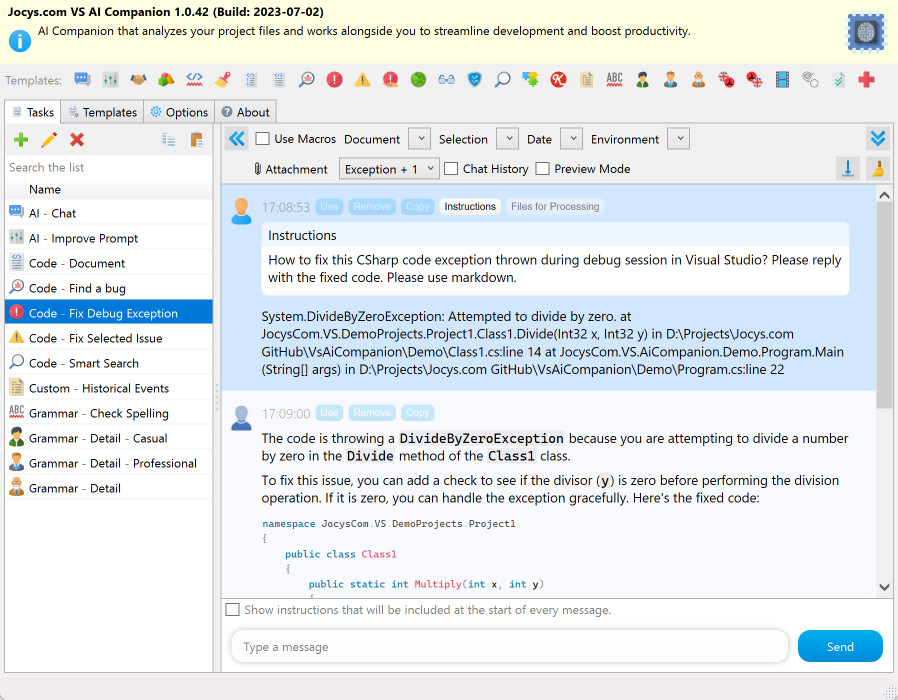 Jocys.com VS AI Companion 1.0.42 (Build: 2023-07-02)
AI Companion that analyzes your project files and works alongside you to streamline development and boost productivity.
Templates:
ABC
Tasks Templates Options About
Use Macros Document Selection Date Environment
Attachment Exception + 1 Chat History Preview Mode
Search the list
Name
AI - Chat
AI - Improve Prompt
Code - Document
Code - Find a bug
Code - Fix Debug Exception
Code - Fix Selected Issue
Code - Smart Search
Custom - Historical Events
ABC Grammar - Check Spelling
Grammar - Detail - Casual
Grammar - Detail - Professional
Grammar - Detail
17:08:53 Use Remove Copy Instructions Files for Processing
Instructions
How to fix this CSharp code exception thrown during debug session in Visual Studio? Please reply
with the fixed code. Please use markdown.
System.DivideByZeroException: Attempted to divide by zero. at
JocysCom.VS.DemoProjects.Project1.Class1.Divide(Int32 x, Int32 y) in D:\Projects\Jocys.com
GitHub\VsAiCompanion\Demo\Class1.cs:line 14 at JocysCom.VS.AiCompanion.Demo.Program.Main
(String[] args) in D:\Projects\Jocys.com GitHub\VsAiCompanion\Demo\Program.cs:line 22
17:09:00 Use Remove Copy
The code is throwing a DivideByZeroException because you are attempting to divide a number
by zero in the Divide method of the Class1 class.
To fix this issue, you can add a check to see if the divisor (y) is zero before performing the division
operation. If it is zero, you can handle the exception gracefully. Here's the fixed code:
namespace JocysCom.VS.DemoProjects.Project1
{
public class Class1
{
public static int Multiply(int x, int y)
Show instructions that will be included at the start of every message.
Type a message
Send